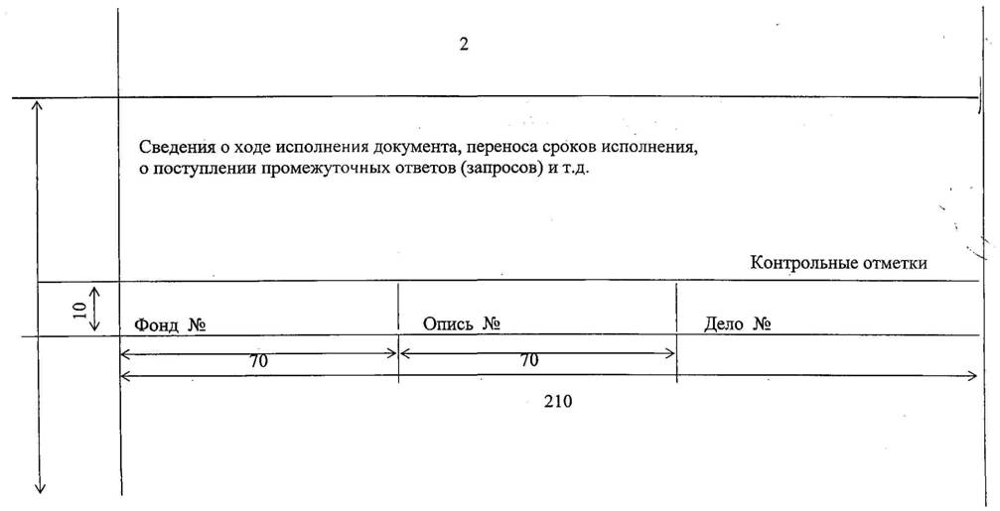 2
Сведения о ходе исполнения документа, переноса сроков исполнения,
о поступлении промежуточных ответов (запросов) и т.д.
Контрольные отметки
10
Фонд № Опись № Дело №
70 70
210